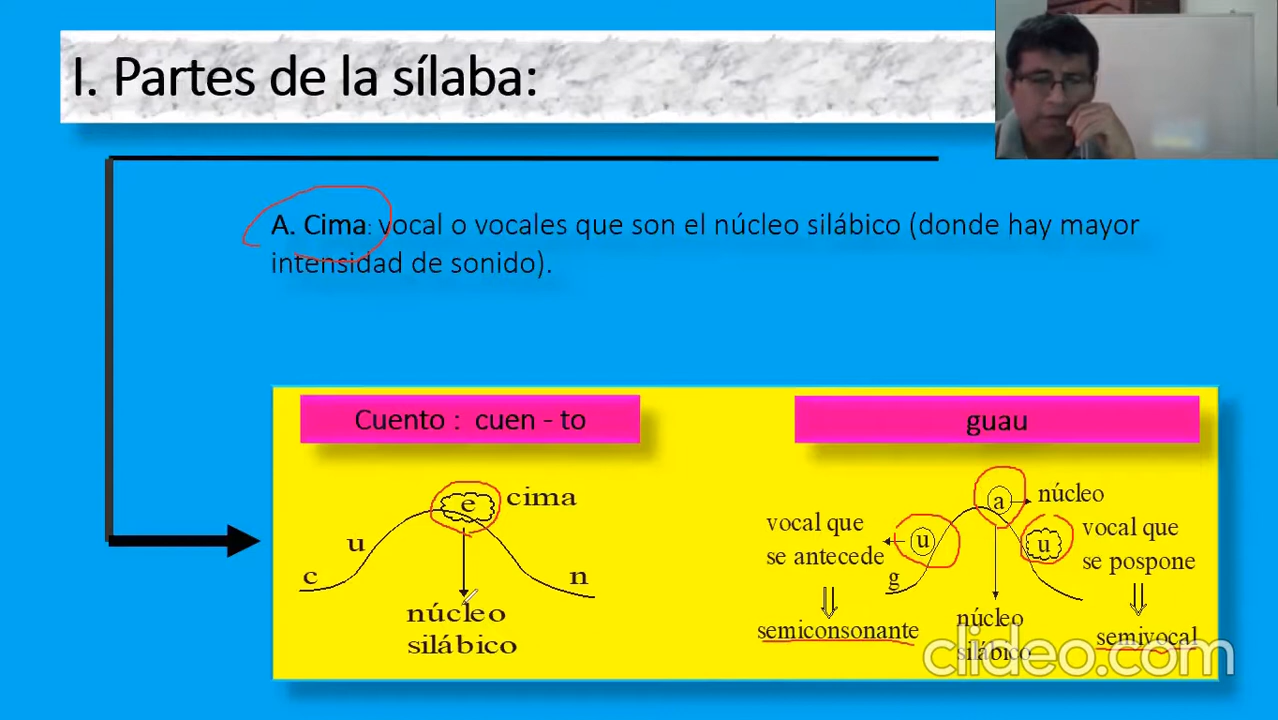 I. Partes de la sílaba:
A. Cima: vocal o vocales que son el núcleo silábico (donde hay mayor
intensidad de sonido).
Cuento : cuen - to
e cima
u
c
n
núcleo
silábico
guau
a núcleo
vocal que
se antecede
u
u
vocal que
se pospone
g
semiconsonante
núcleo
silábico
semivocal
clideo.com